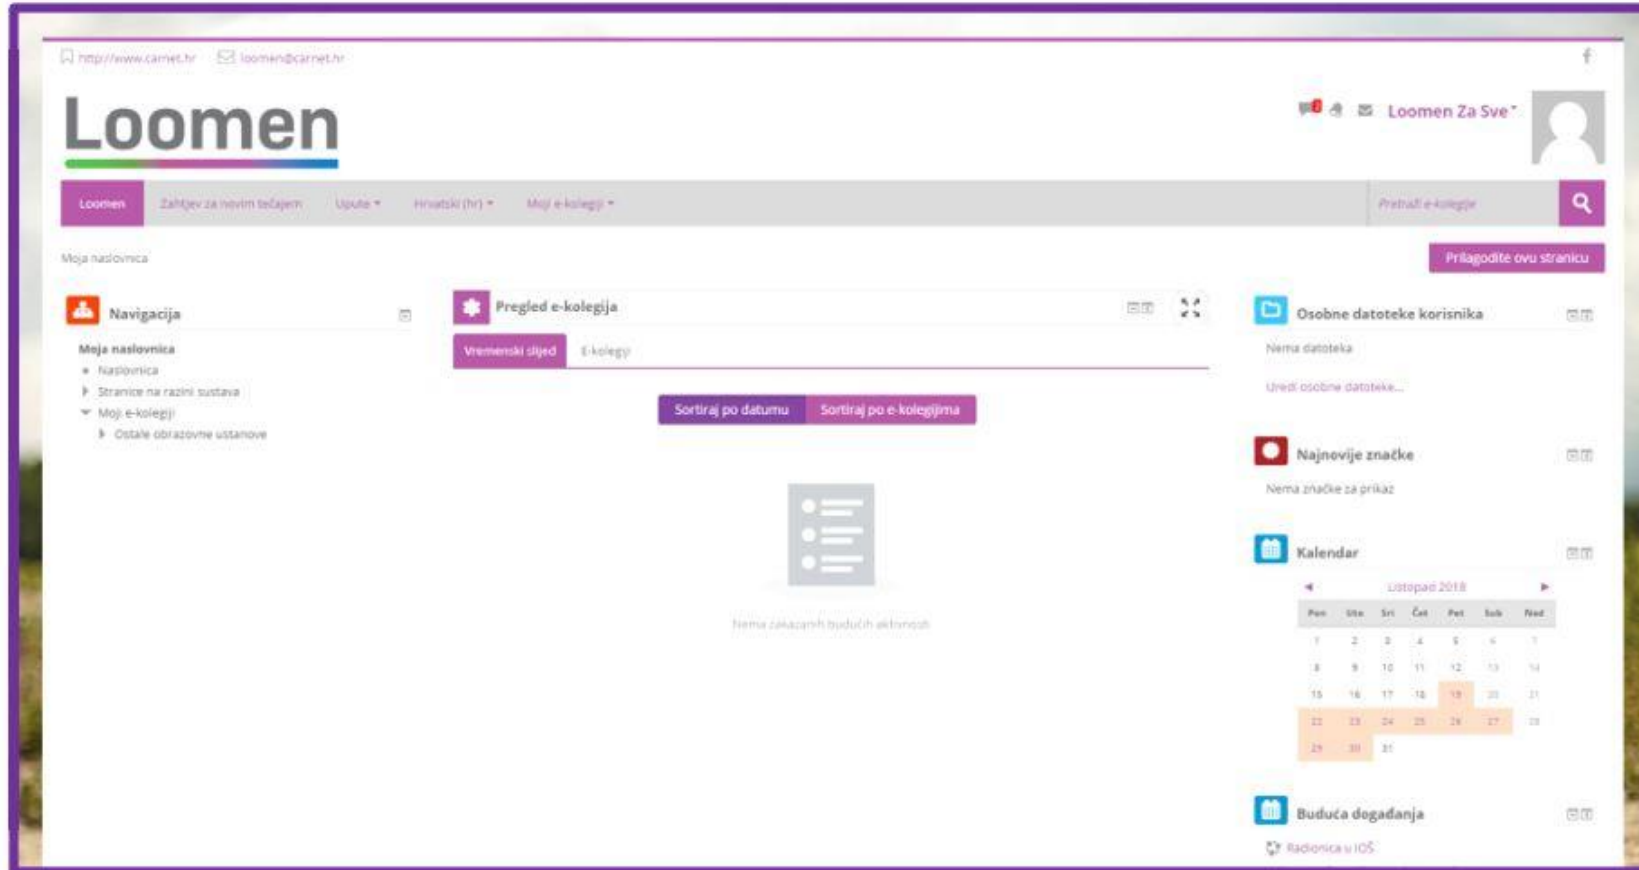 http://www.carnet.hr loomen@carnet.hr
Loomen
Loomen Za Sve
Loomen Zahtjev za novim tečajem Upute Hrvatski (hr) Moji e-kolegiji Pretraži e-kolegije
Moja naslovnica
Prilagodite ovu stranicu
Navigacija
Moja naslovnica
Naslovnica
Stranice na razini sustava
Moji e-kolegiji
Ostale obrazovne ustanove
Pregled e-kolegija
Vremenski slijed E-kolegiji
Sortiraj po datumu Sortiraj po e-kolegijima
Nema zakazanih budućih aktivnosti
Osobne datoteke korisnika
Nema datoteka
Uredi osobne datoteke...
Najnovije značke
Nema značke za prikaz
Kalendar
Listopad 2018
Pon Uto Sri Čet Pet Sub Ned
1 2 3 4 5 6 7
8 9 10 11 12 13 14
15 16 17 18 19 20 21
22 23 24 25 26 27 28
29 30 31
Buduća događanja
Radionica u IOŠ